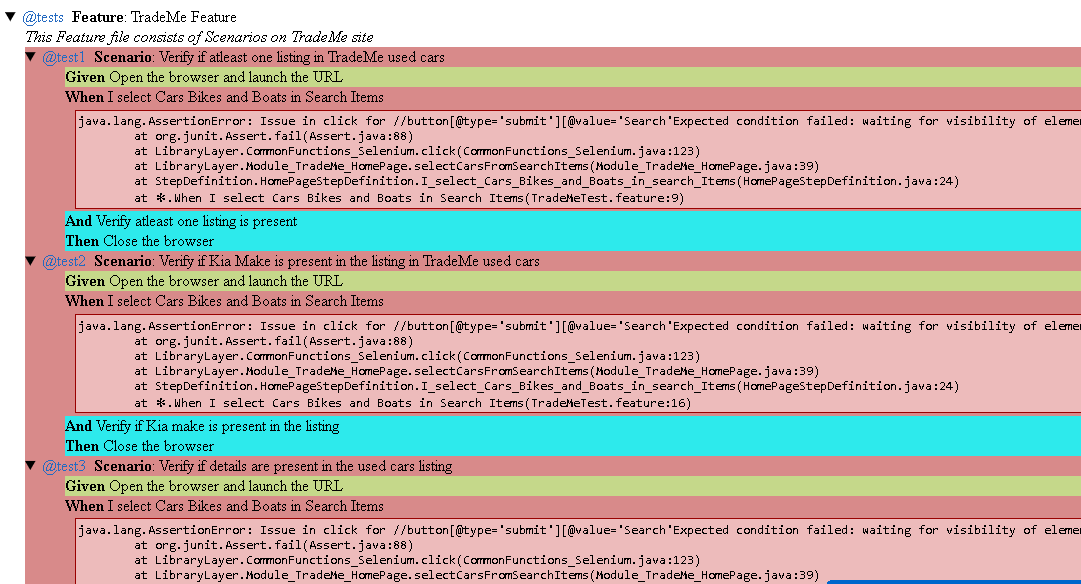 ▼ @tests Feature: TradeMe Feature
This Feature file consists of Scenarios on TradeMe site
▼ @test1 Scenario: Verify if atleast one listing in TradeMe used cars
Given Open the browser and launch the URL
When I select Cars Bikes and Boats in Search Items
java.lang.AssertionError: Issue in click for //button[@type='submit'][@value='Search'Expected condition failed: waiting for visibility of eleme
at org.junit.Assert.fail(Assert.java:88)
at LibraryLayer.CommonFunctions_Selenium.click(CommonFunctions_Selenium.java:123)
at LibraryLayer.Module_TradeMe_HomePage.selectCarsFromSearchItems(Module_TradeMe_HomePage.java:39)
at StepDefinition.HomePageStepDefinition.I_select_Cars_Bikes_and_Boats_in_search_Items(HomePageStepDefinition.java:24)
at ✻.When I select Cars Bikes and Boats in Search Items(TradeMeTest.feature:9)
And Verify atleast one listing is present
Then Close the browser
▼ @test2 Scenario: Verify if Kia Make is present in the listing in TradeMe used cars
Given Open the browser and launch the URL
When I select Cars Bikes and Boats in Search Items
java.lang.AssertionError: Issue in click for //button[@type='submit'][@value='Search'Expected condition failed: waiting for visibility of eleme
at org.junit.Assert.fail(Assert.java:88)
at LibraryLayer.CommonFunctions_Selenium.click(CommonFunctions_Selenium.java:123)
at LibraryLayer.Module_TradeMe_HomePage.selectCarsFromSearchItems(Module_TradeMe_HomePage.java:39)
at StepDefinition.HomePageStepDefinition.I_select_Cars_Bikes_and_Boats_in_search_Items(HomePageStepDefinition.java:24)
at ✻.When I select Cars Bikes and Boats in Search Items(TradeMeTest.feature:16)
And Verify if Kia make is present in the listing
Then Close the browser
▼ @test3 Scenario: Verify if details are present in the used cars listing
Given Open the browser and launch the URL
When I select Cars Bikes and Boats in Search Items
java.lang.AssertionError: Issue in click for //button[@type='submit'][@value='Search'Expected condition failed: waiting for visibility of eleme
at org.junit.Assert.fail(Assert.java:88)
at LibraryLayer.CommonFunctions_Selenium.click(CommonFunctions_Selenium.java:123)
at LibraryLayer.Module_TradeMe_HomePage.selectCarsFromSearchItems(Module_TradeMe_HomePage.java:39)